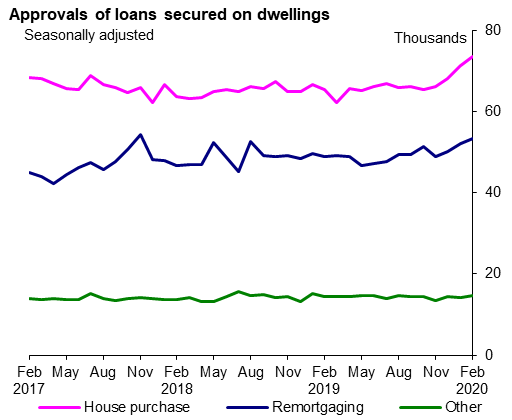 Approvals of loans secured on dwellings
Seasonally adjusted
Thousands
80
60
40
20
0
Feb May Aug Nov Feb May Aug Nov Feb May Aug Nov Feb
2017 2018 2019 2020
House purchase Remortgaging Other